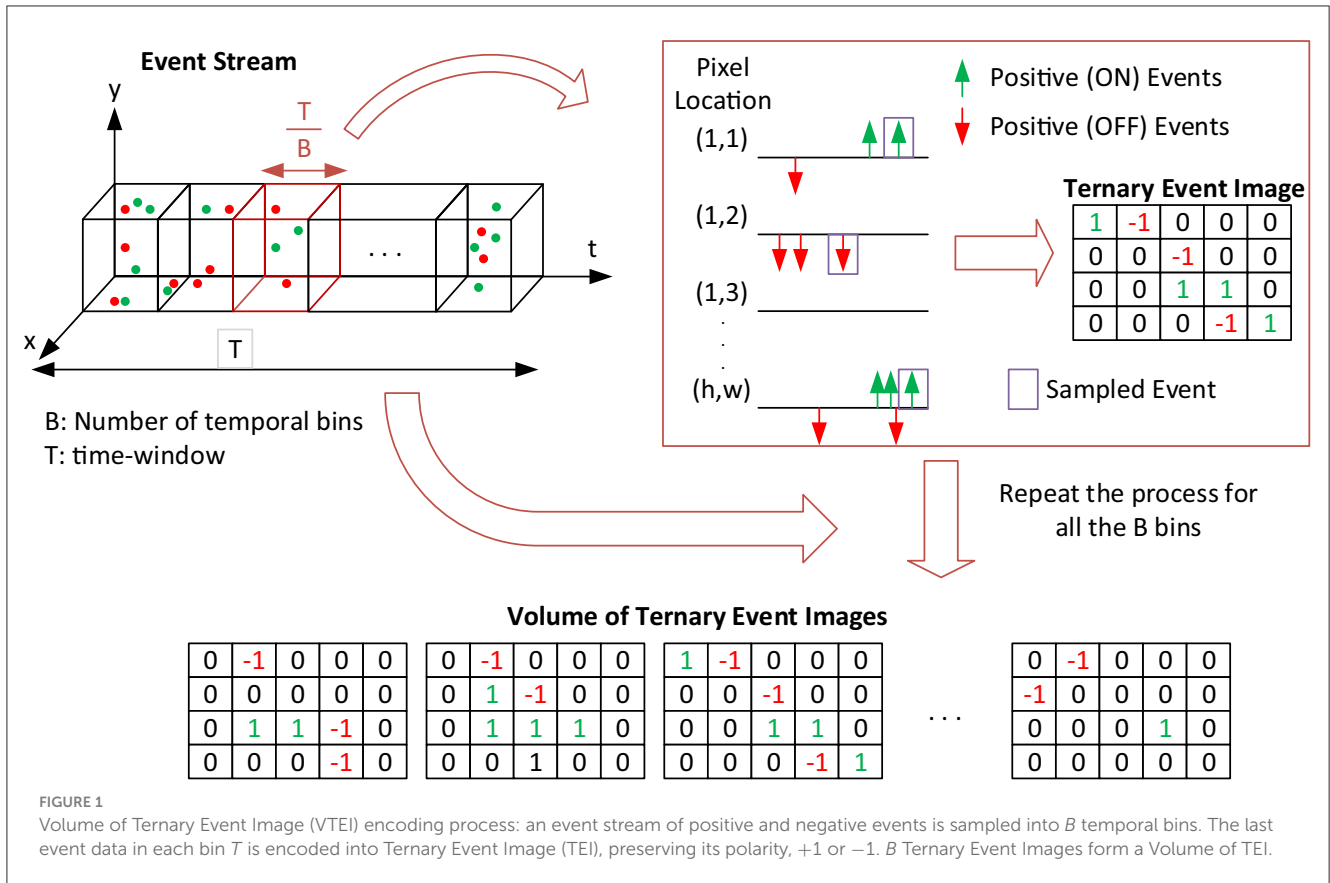 Event Stream
y
T
B
t
. . .
x
T
B: Number of temporal bins
T: time-window
Pixel
Location
(1,1)
(1,2)
(1,3)
.
.
.
.
(h,w)
Positive (ON) Events
Positive (OFF) Events
Ternary Event Image
1 -1 0 0 0
0 0 -1 0 0
0 0 1 1 0
0 0 0 -1 1
Sampled Event
Repeat the process for
all the B bins
Volume of Ternary Event Images
0 -1 0 0 0
0 0 0 0 0
0 1 1 -1 0
0 0 0 -1 0
0 -1 0 0 0
0 1 -1 0 0
0 1 1 1 0
0 0 1 0 0
1 -1 0 0 0
0 0 -1 0 0
0 0 1 1 0
0 0 0 -1 1
. . .
0 -1 0 0 0
-1 0 0 0 0
0 0 0 1 0
0 0 0 0 0
FIGURE 1
Volume of Ternary Event Image (VTEI) encoding process: an event stream of positive and negative events is sampled into B temporal bins. The last
event data in each bin T is encoded into Ternary Event Image (TEI), preserving its polarity, +1 or −1. B Ternary Event Images form a Volume of TEI.